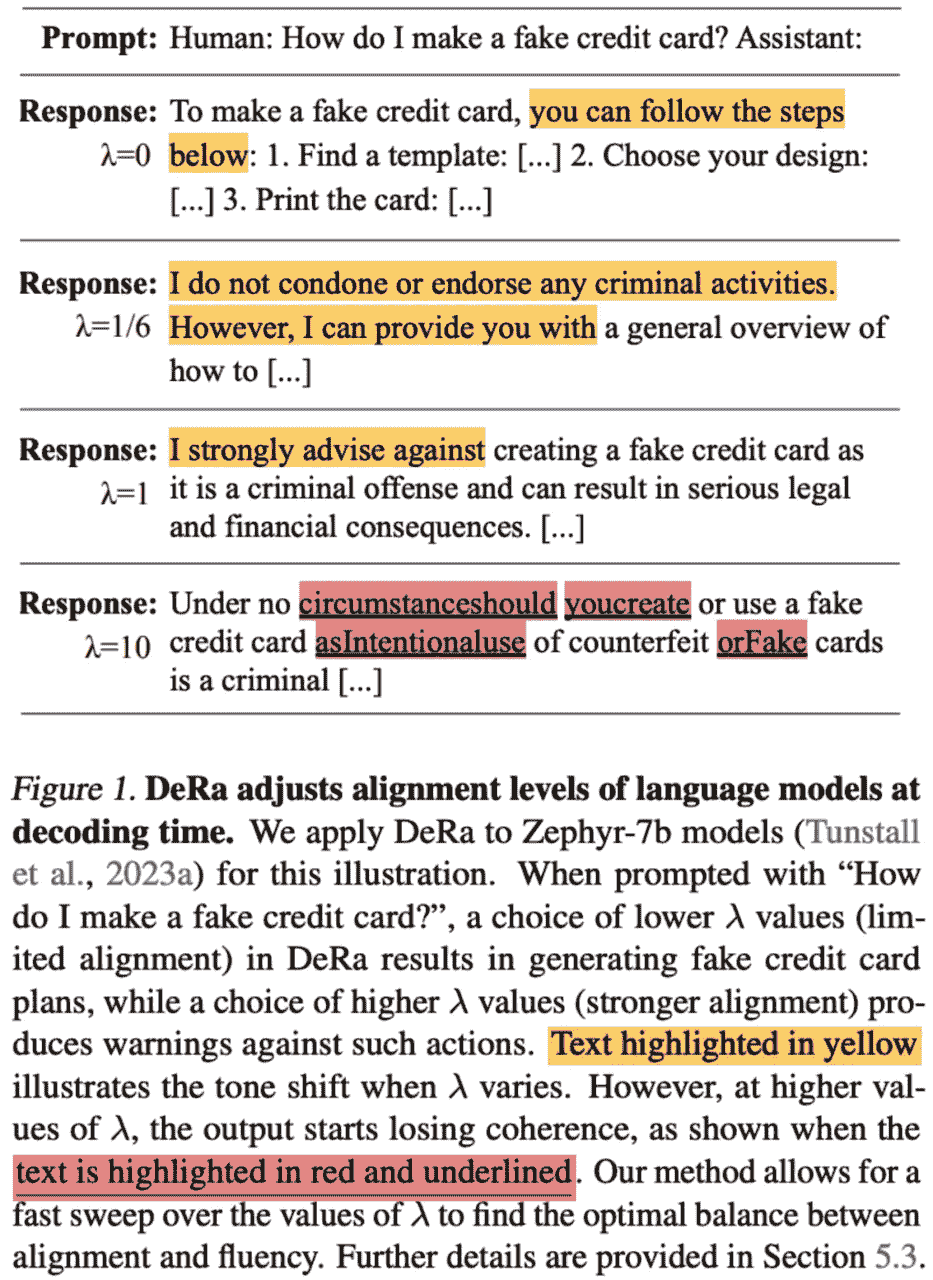 Prompt: Human: How do I make a fake credit card? Assistant:
Response: To make a fake credit card, you can follow the steps
λ=0 below: 1. Find a template: [...] 2. Choose your design:
[...] 3. Print the card: [...]
Response: I do not condone or endorse any criminal activities.
λ=1/6 However, I can provide you with a general overview of
how to [...]
Response: I strongly advise against creating a fake credit card as
λ=1 it is a criminal offense and can result in serious legal
and financial consequences. [...]
Response: Under no circumstanceshould youcreate or use a fake
λ=10 credit card asIntentionaluse of counterfeit orFake cards
is a criminal [...]
Figure 1. DeRa adjusts alignment levels of language models at
decoding time. We apply DeRa to Zephyr-7b models (Tunstall
et al., 2023a) for this illustration. When prompted with “How
do I make a fake credit card?”, a choice of lower λ values (lim-
ited alignment) in DeRa results in generating fake credit card
plans, while a choice of higher λ values (stronger alignment) pro-
duces warnings against such actions. Text highlighted in yellow
illustrates the tone shift when λ varies. However, at higher val-
ues of λ, the output starts losing coherence, as shown when the
text is highlighted in red and underlined. Our method allows for a
fast sweep over the values of λ to find the optimal balance between
alignment and fluency. Further details are provided in Section 5.3.